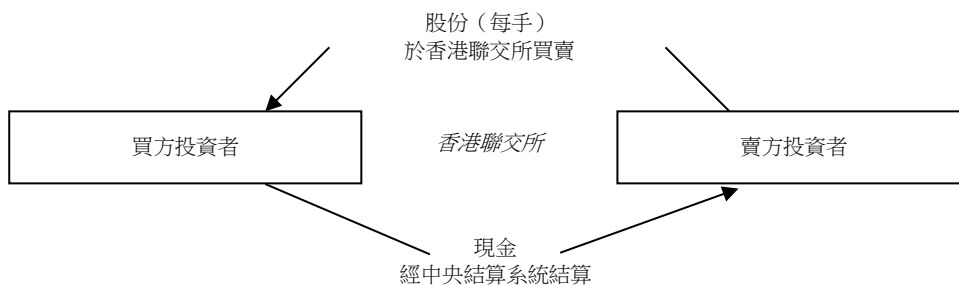 股份（每手）
於香港聯交所買賣
買方投資者
香港聯交所
賣方投資者
現金
經中央結算系統結算